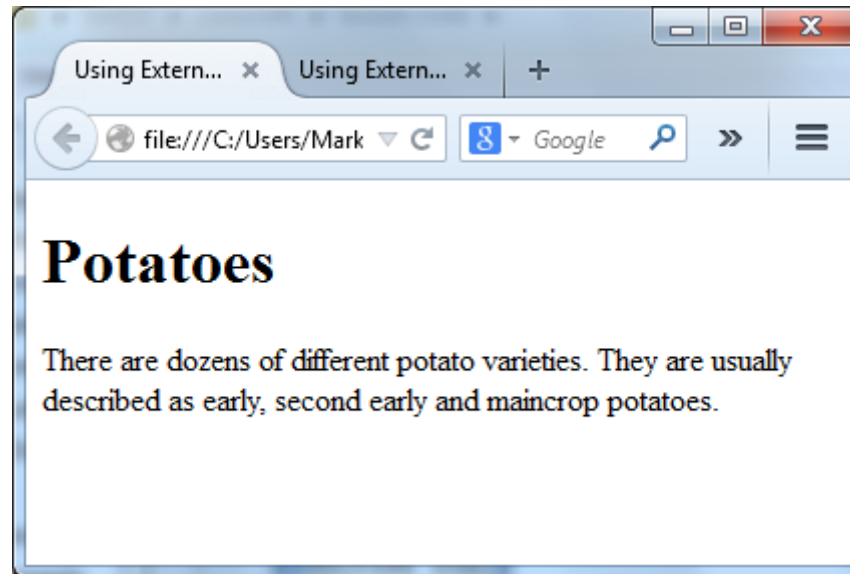 Using Extern...
Using Extern...
file:///C:/Users/Mark
8
Google
Potatoes
There are dozens of different potato varieties. They are usually
described as early, second early and maincrop potatoes.